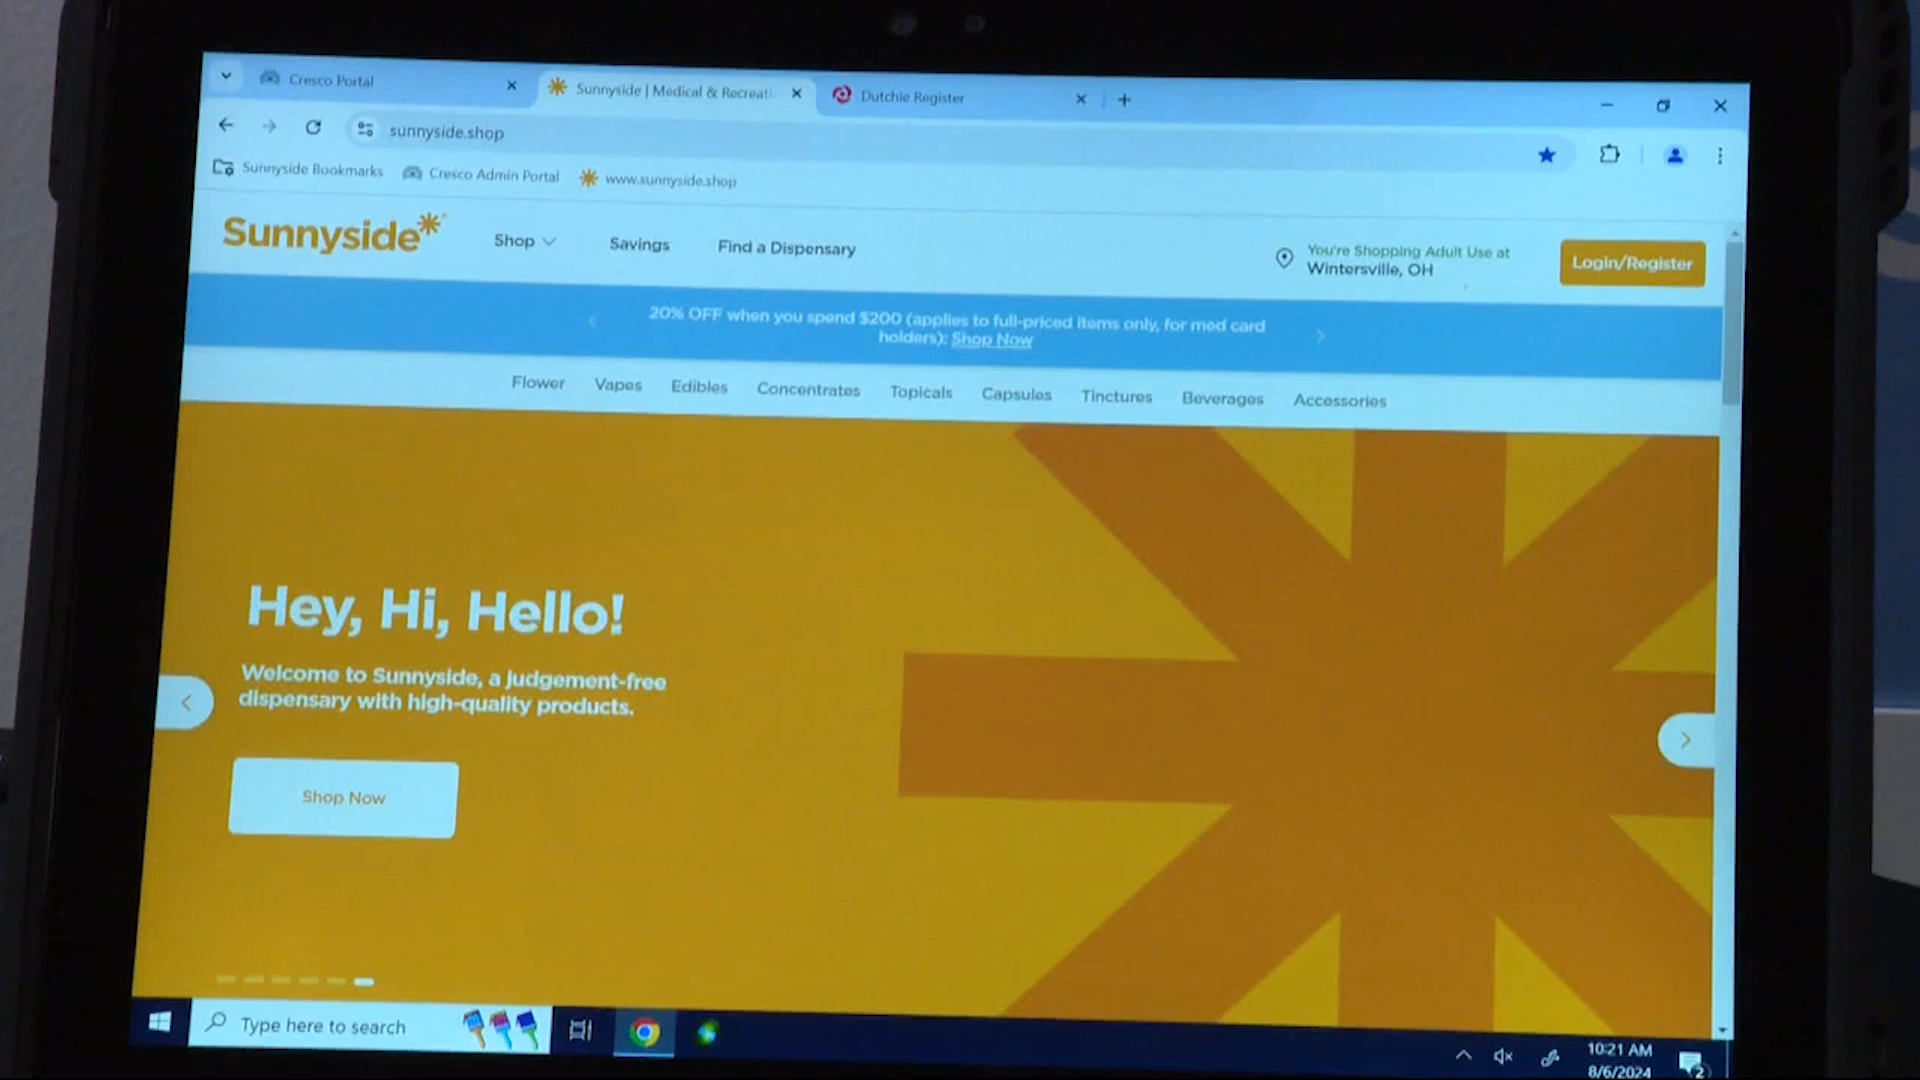 Cresco Portal
Sunnyside | Medical & Recreati
Dutchie Register
sunnyside.shop
Sunnyside Bookmarks
Cresco Admin Portal
www.sunnyside.shop
Sunnyside
Shop
Savings
Find a Dispensary
You're Shopping Adult Use at
Wintersville, OH
Login/Register
20% OFF when you spend $200 (applies to full-priced items only, for med card
holders): Shop Now
Flower
Vapes
Edibles
Concentrates
Topicals
Capsules
Tinctures
Beverages
Accessories
Hey, Hi, Hello!
Welcome to Sunnyside, a judgement-free
dispensary with high-quality products.
Shop Now
Type here to search
10:21 AM
8/6/2024
2